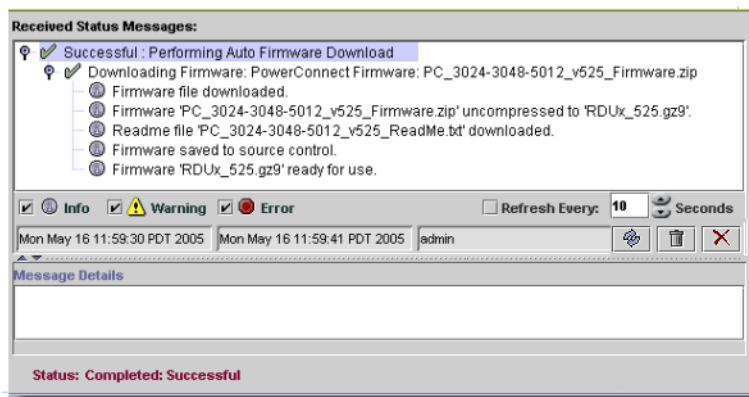 Received Status Messages:
Successful : Performing Auto Firmware Download
Downloading Firmware: PowerConnect Firmware: PC_3024-3048-5012_v525_Firmware.zip
Firmware file downloaded.
Firmware 'PC_3024-3048-5012_v525_Firmware.zip' uncompressed to 'RDUx_525.gz9'.
Readme file 'PC_3024-3048-5012_v525_ReadMe.txt' downloaded.
Firmware saved to source control.
Firmware 'RDUx_525.gz9' ready for use.
Info Warning Error Refresh Every: 10 Seconds
Mon May 16 11:59:30 PDT 2005 Mon May 16 11:59:41 PDT 2005 admin
Message Details
Status: Completed: Successful